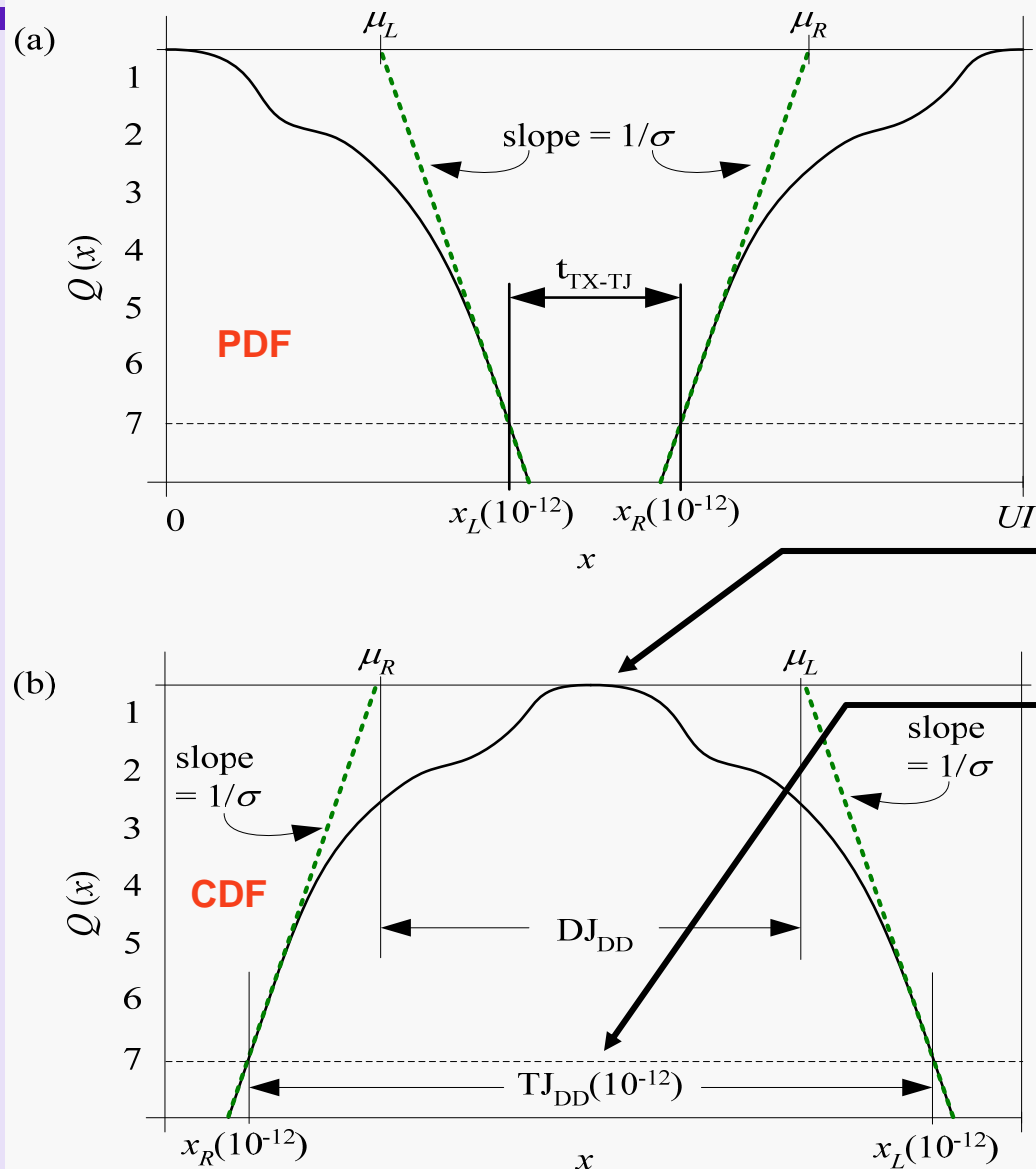 (a)
μL μR
1
2
3
4
5
6
7
Q(x)
slope = 1/σ
tTX-TJ
PDF
0 xL(10-12) xR(10-12) UI
x
(b)
μR μL
1
2
3
4
5
6
7
Q(x)
slope
= 1/σ
slope
= 1/σ
CDF
DJDD
TJDD(10-12)
xR(10-12) xL(10-12)
x